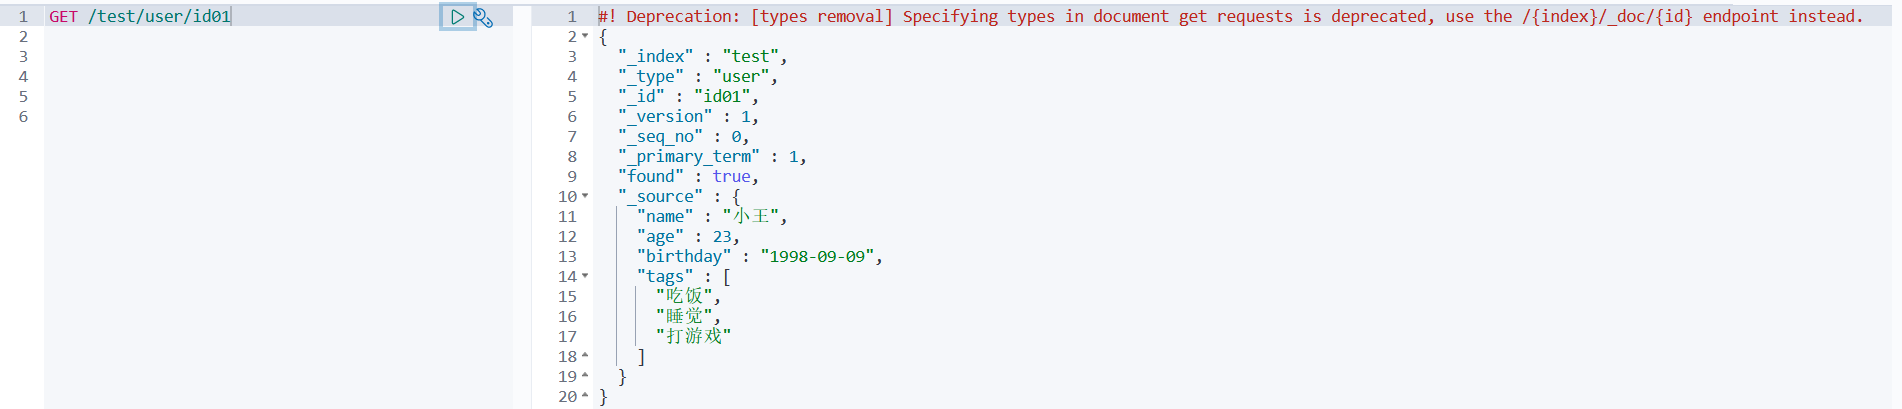 1 GET /test/user/id01
2
3
4
5
6
1 #! Deprecation: [types removal] Specifying types in document get requests is deprecated, use the /{index}/_doc/{id} endpoint instead.
2 {
3 "_index" : "test",
4 "_type" : "user",
5 "_id" : "id01",
6 "_version" : 1,
7 "_seq_no" : 0,
8 "_primary_term" : 1,
9 "found" : true,
10 "_source" : {
11 "name" : "小王",
12 "age" : 23,
13 "birthday" : "1998-09-09",
14 "tags" : [
15 "吃饭",
16 "睡觉",
17 "打游戏"
18 ]
19 }
20 }